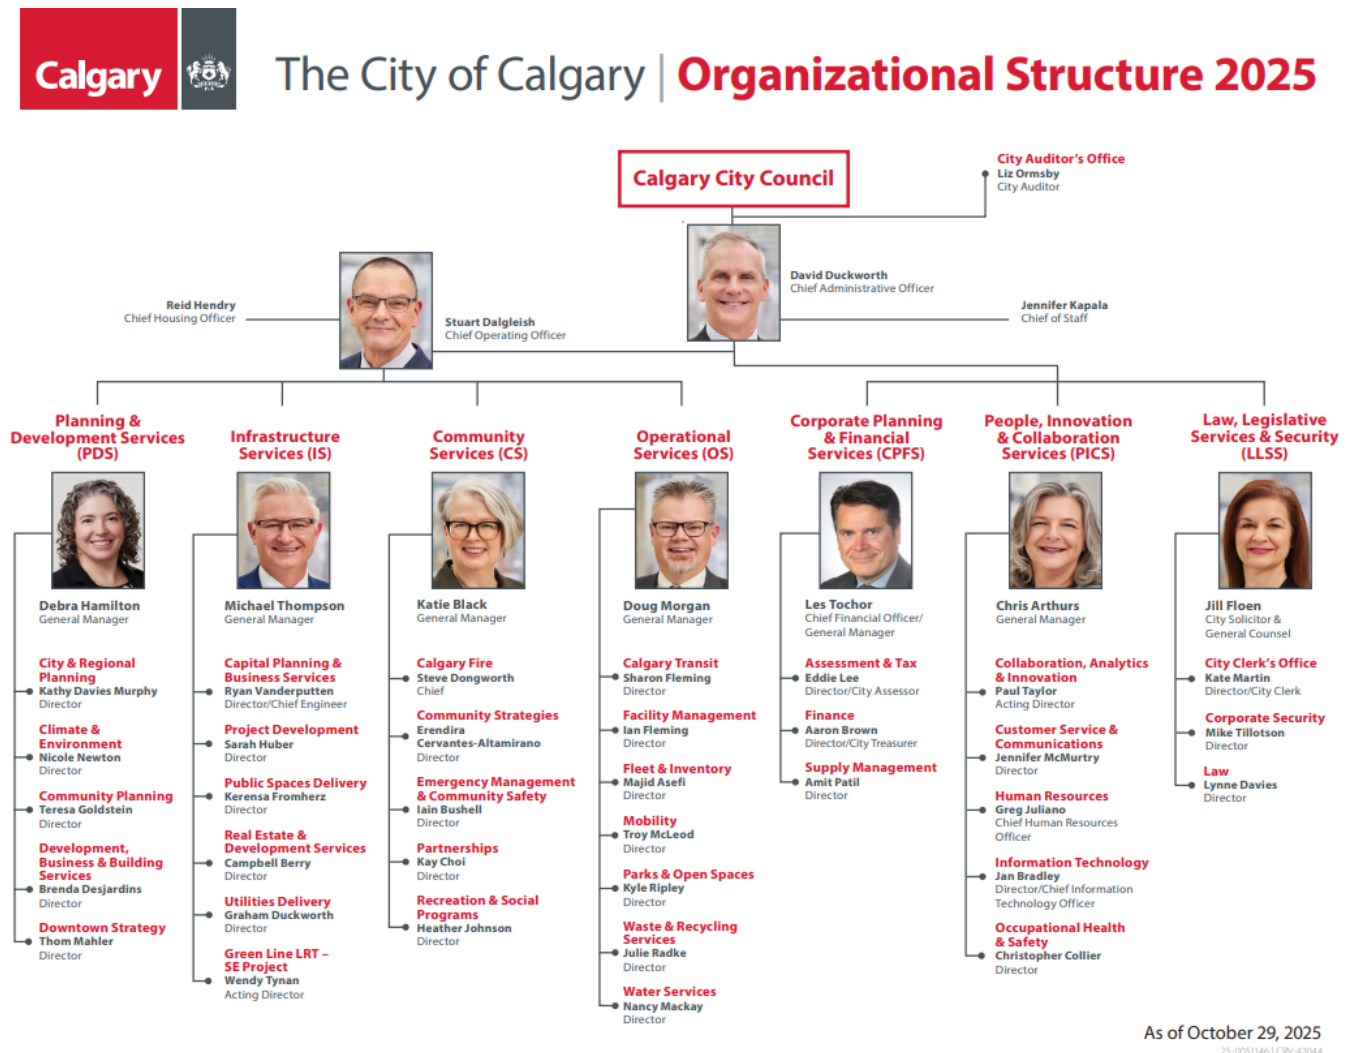 Calgary
The City of Calgary | Organizational Structure 2025
Calgary City Council
City Auditor's Office
Liz Ormsby
City Auditor
David Duckworth
Chief Administrative Officer
Reid Hendry
Chief Housing Officer
Stuart Dalgleish
Chief Operating Officer
Jennifer Kapala
Chief of Staff
Planning &
Development Services
(PDS)
Debra Hamilton
General Manager
City & Regional
Planning
Kathy Davies Murphy
Director
Climate &
Environment
Nicole Newton
Director
Community Planning
Teresa Goldstein
Director
Development,
Business & Building
Services
Brenda Desjardins
Director
Downtown Strategy
Thom Mahler
Director
Infrastructure
Services (IS)
Michael Thompson
General Manager
Capital Planning &
Business Services
Ryan Vanderputten
Director/Chief Engineer
Project Development
Sarah Huber
Director
Public Spaces Delivery
Kerensa Fromherz
Director
Real Estate &
Development Services
Campbell Berry
Director
Utilities Delivery
Graham Duckworth
Director
Green Line LRT –
SE Project
Wendy Tynan
Acting Director
Community
Services (CS)
Katie Black
General Manager
Calgary Fire
Steve Dongworth
Chief
Community Strategies
Erendira
Cervantes-Altamirano
Director
Emergency Management
& Community Safety
Iain Bushell
Director
Partnerships
Kay Choi
Director
Recreation & Social
Programs
Heather Johnson
Director
Operational
Services (OS)
Doug Morgan
General Manager
Calgary Transit
Sharon Fleming
Director
Facility Management
Ian Fleming
Director
Fleet & Inventory
Majid Asefi
Director
Mobility
Troy McLeod
Director
Parks & Open Spaces
Kyle Ripley
Director
Waste & Recycling
Services
Julie Radke
Director
Water Services
Nancy Mackay
Director
Corporate Planning
& Financial
Services (CPFS)
Les Tochor
Chief Financial Officer/
General Manager
Assessment & Tax
Eddie Lee
Director/City Assessor
Finance
Aaron Brown
Director/City Treasurer
Supply Management
Amit Patil
Director
People, Innovation
& Collaboration
Services (PICS)
Chris Arthurs
General Manager
Collaboration, Analytics
& Innovation
Paul Taylor
Acting Director
Customer Service &
Communications
Jennifer McMurtry
Director
Human Resources
Greg Juliano
Chief Human Resources
Officer
Information Technology
Jan Bradley
Director/Chief Information
Technology Officer
Occupational Health
& Safety
Christopher Collier
Director
Law, Legislative
Services & Security
(LLSS)
Jill Floen
City Solicitor &
General Counsel
City Clerk's Office
Kate Martin
Director/City Clerk
Corporate Security
Mike Tillotson
Director
Law
Lynne Davies
Director
As of October 29, 2025
25-0051146 | CRV-42044